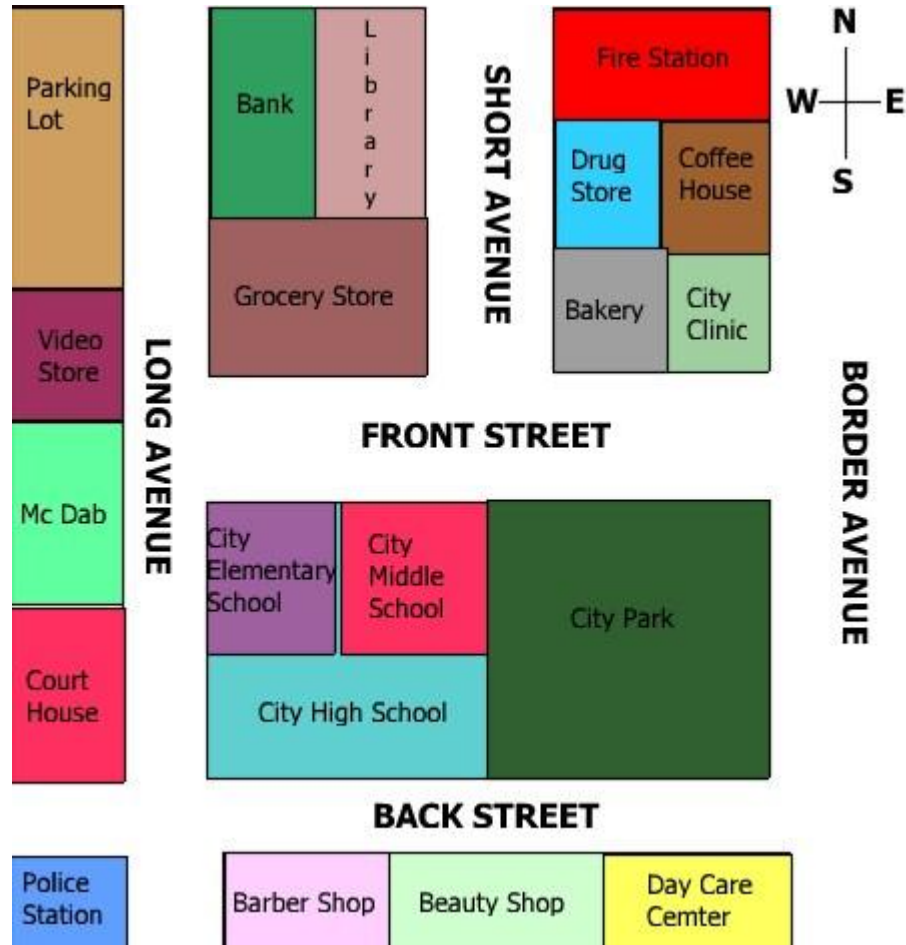 Parking
Lot
Bank
L
i
b
r
a
r
y
SHORT AVENUE
Fire Station
N
W
E
S
Drug
Store
Coffee
House
Grocery Store
Bakery
City
Clinic
Video
Store
LONG AVENUE
FRONT STREET
BORDER AVENUE
Mc Dab
City
Elementary
School
City
Middle
School
City Park
Court
House
City High School
BACK STREET
Police
Station
Barber Shop
Beauty Shop
Day Care
Cemter